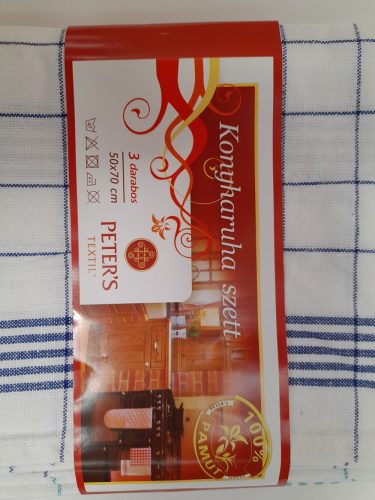 Konyharuha szett
3 darabos
50x70 cm
PETER'S
TEXTIL
100%
PAMUT